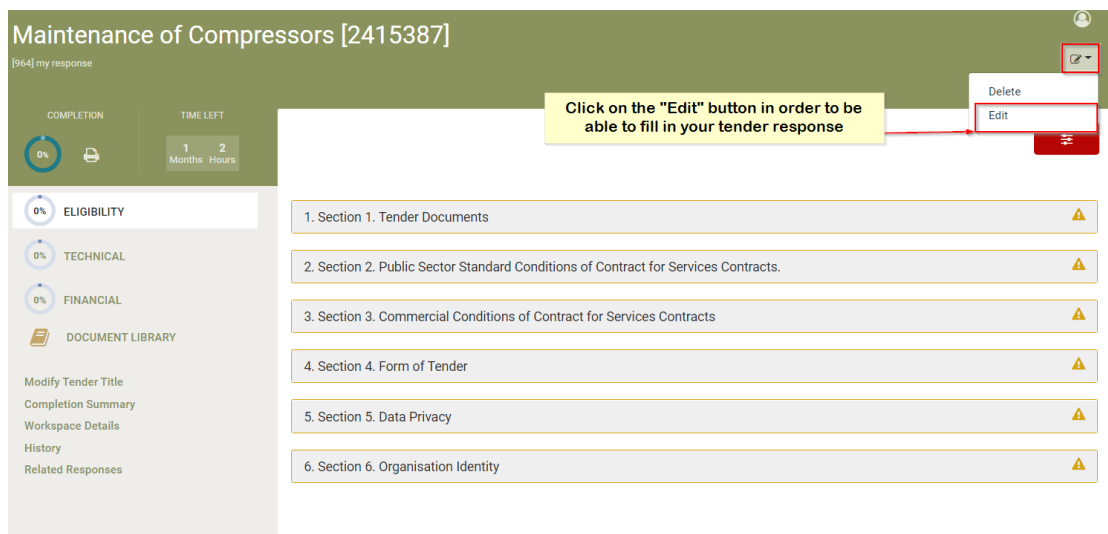 Maintenance of Compressors [2415387]
[964] my response
Delete
Edit
Click on the "Edit" button in order to be
able to fill in your tender response
COMPLETION
TIME LEFT
0%
1 2
Months Hours
0% ELIGIBILITY
0% TECHNICAL
0% FINANCIAL
DOCUMENT LIBRARY
Modify Tender Title
Completion Summary
Workspace Details
History
Related Responses
1. Section 1. Tender Documents
2. Section 2. Public Sector Standard Conditions of Contract for Services Contracts.
3. Section 3. Commercial Conditions of Contract for Services Contracts
4. Section 4. Form of Tender
5. Section 5. Data Privacy
6. Section 6. Organisation Identity